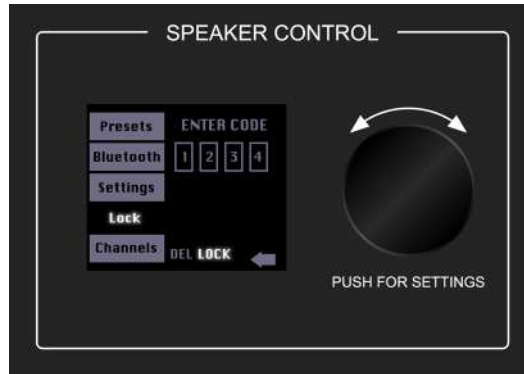 SPEAKER CONTROL
Presets
Bluetooth
Settings
Lock
Channels
ENTER CODE
1 2 3 4
DEL LOCK
PUSH FOR SETTINGS